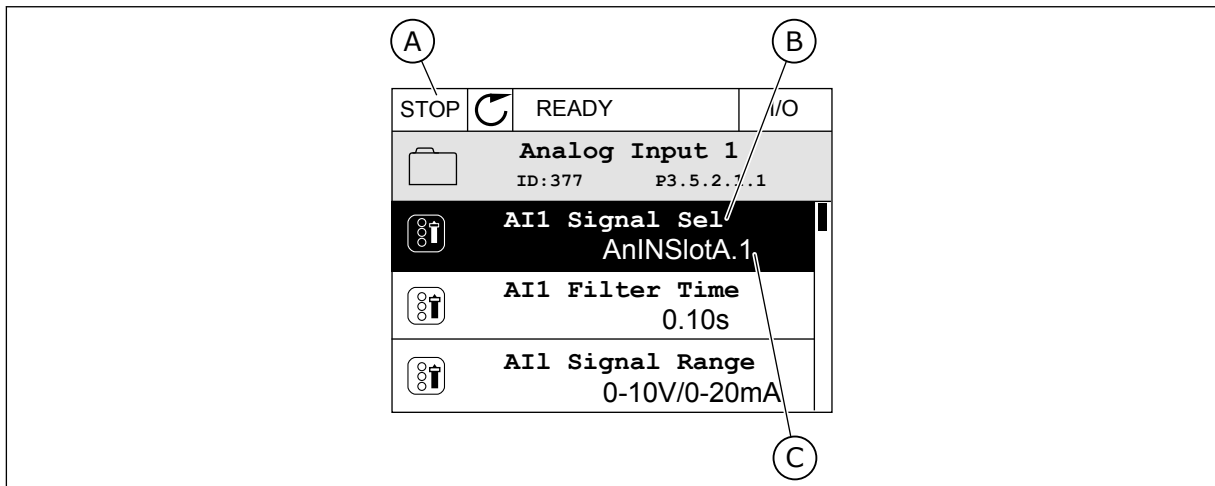 A
B
STOP READY I/O
Analog Input 1
ID:377 P3.5.2.1.1
AI1 Signal Sel
AnINSlotA.1
AI1 Filter Time
0.10s
AIl Signal Range
0-10V/0-20mA
C